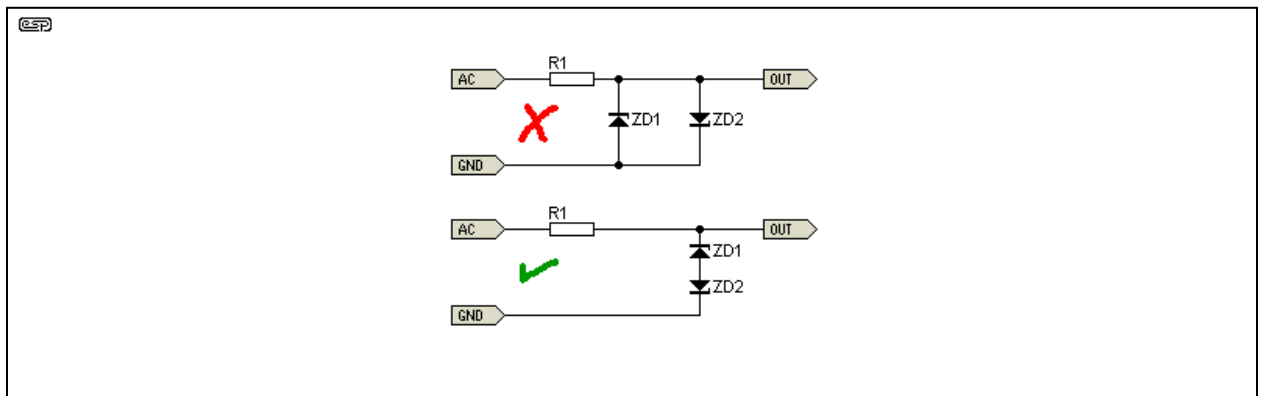 esp
R1
AC OUT
ZD1 ZD2
GND
R1
AC OUT
ZD1
ZD2
GND